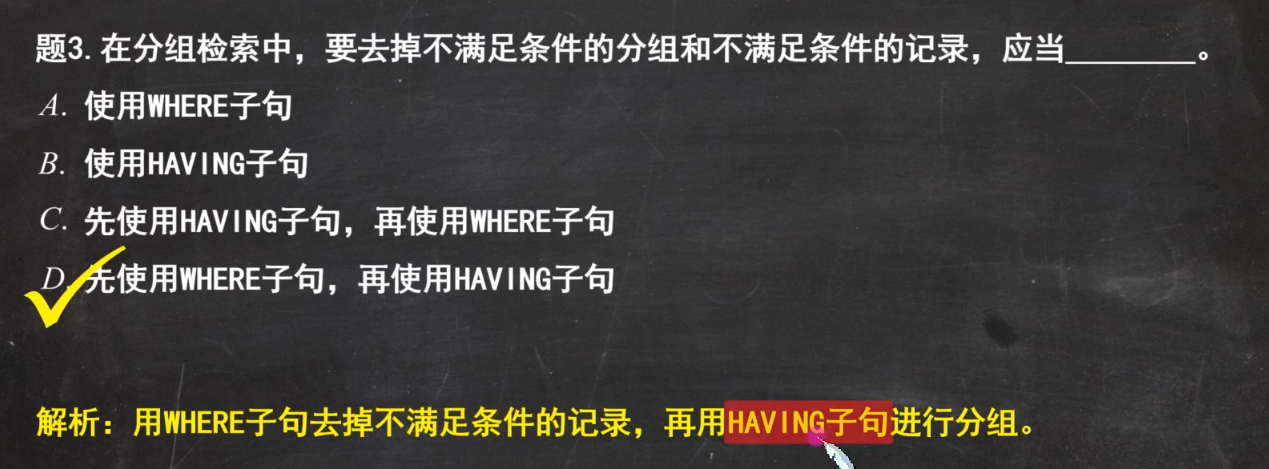 题3.在分组检索中，要去掉不满足条件的分组和不满足条件的记录，应当________。
A. 使用WHERE子句
B. 使用HAVING子句
C. 先使用HAVING子句，再使用WHERE子句
D. 先使用WHERE子句，再使用HAVING子句
解析：用WHERE子句去掉不满足条件的记录，再用HAVING子句进行分组。